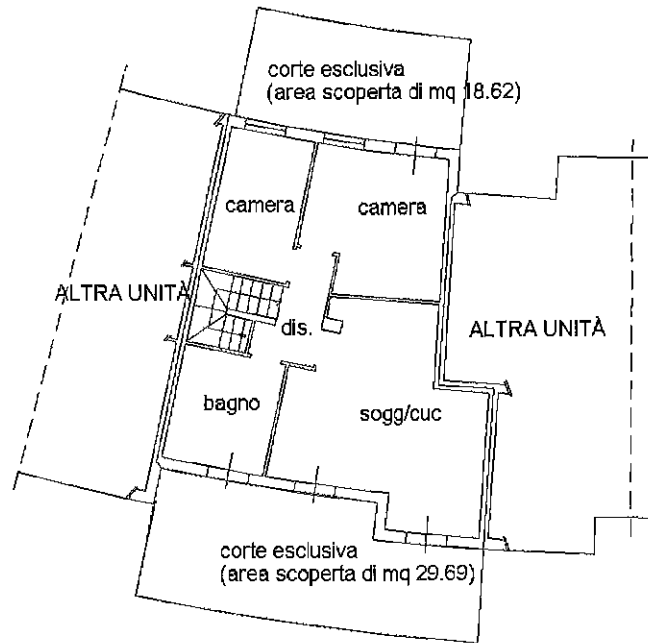 corte esclusiva
(area scoperta di mq 18.62)
camera
camera
ALTRA UNITÀ
dis.
ALTRA UNITÀ
bagno
sogg/cuc
corte esclusiva
(area scoperta di mq 29.69)